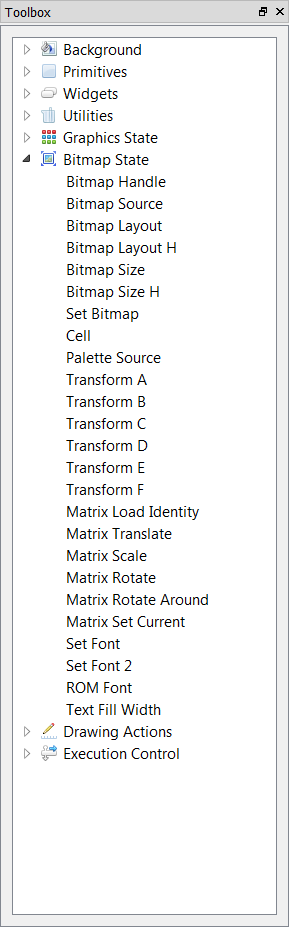 Toolbox
Background
Primitives
Widgets
Utilities
Graphics State
Bitmap State
Bitmap Handle
Bitmap Source
Bitmap Layout
Bitmap Layout H
Bitmap Size
Bitmap Size H
Set Bitmap
Cell
Palette Source
Transform A
Transform B
Transform C
Transform D
Transform E
Transform F
Matrix Load Identity
Matrix Translate
Matrix Scale
Matrix Rotate
Matrix Rotate Around
Matrix Set Current
Set Font
Set Font 2
ROM Font
Text Fill Width
Drawing Actions
Execution Control